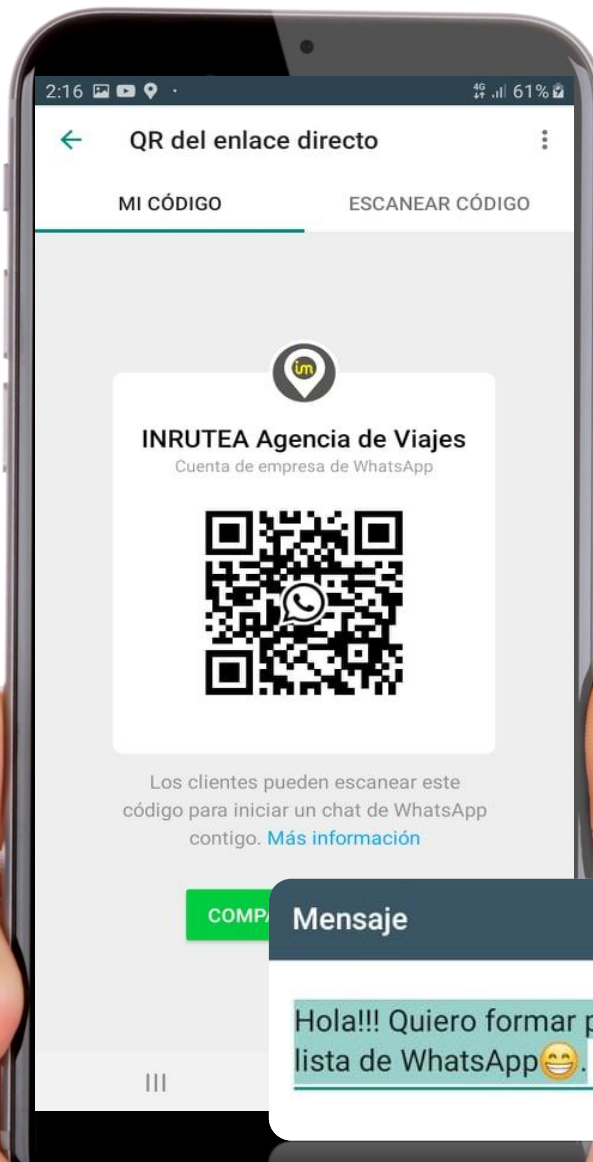 2:16
4G 61%
QR del enlace directo
MI CÓDIGO
ESCANEAR CÓDIGO
im
INRUTEA Agencia de Viajes
Cuenta de empresa de WhatsApp
Los clientes pueden escanear este
código para iniciar un chat de WhatsApp
contigo. Más información
Mensaje
Hola!!! Quiero formar
lista de WhatsApp😁.